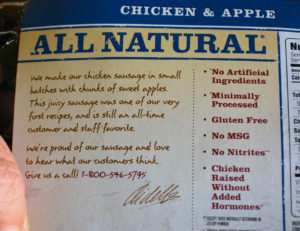 CHICKEN & APPLE
ALL NATURAL*
We made our chicken sausage in small
batches with chunks of sweet apples.
This juicy sausage was one of our very
first recipes, and is still an all-time
customer and staff favorite.
We're proud of our sausage and love
to hear what our customers think.
Give us a call! 1-800-546-5795
• No Artificial
Ingredients
• Minimally
Processed
• Gluten Free
• No MSG
• No Nitrites**
• Chicken
Raised
Without
Added
Hormones